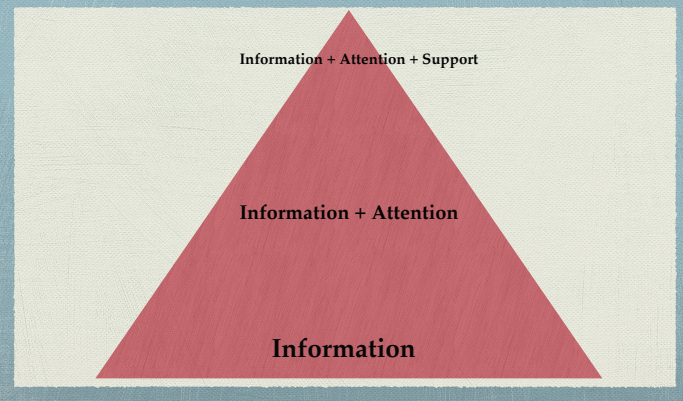 Information + Attention + Support
Information + Attention
Information